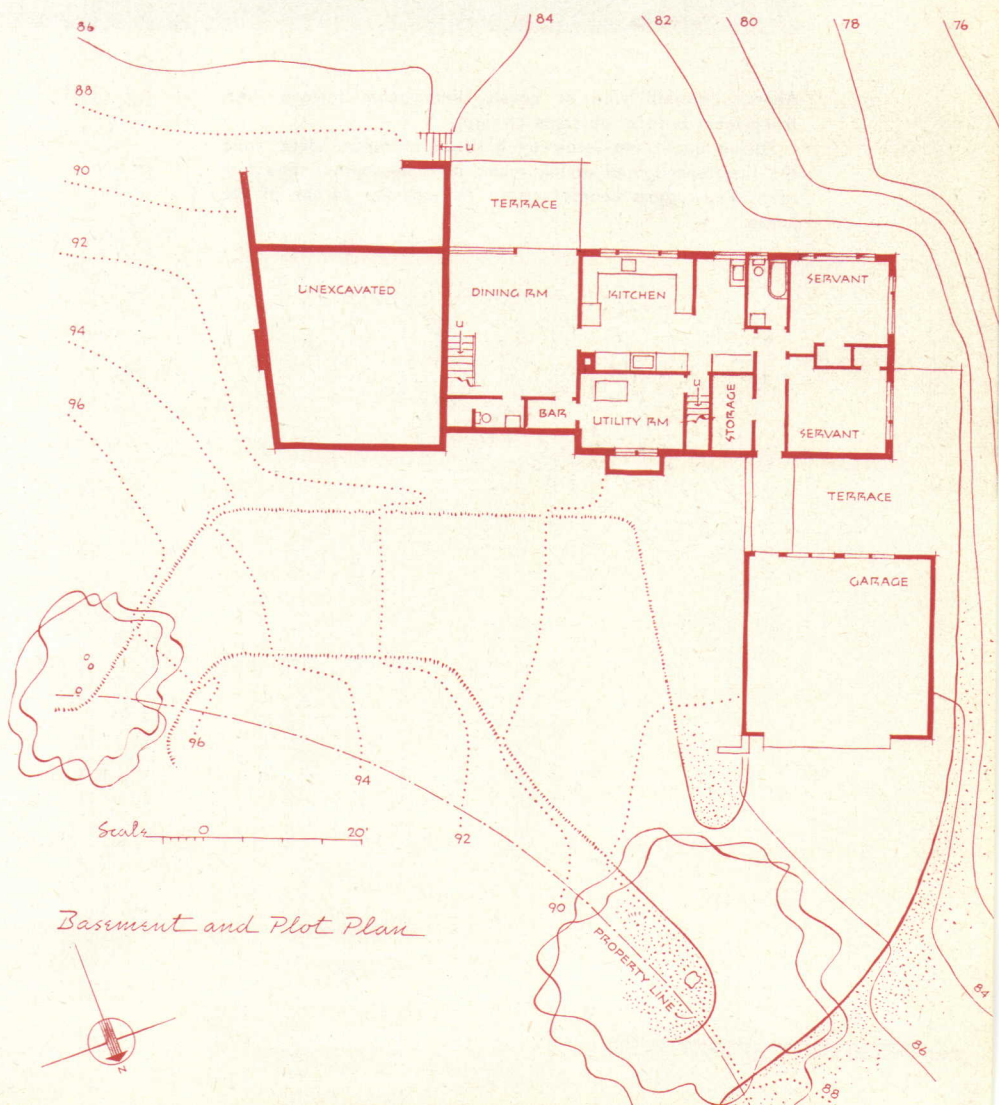 86
84
82
80
78
76
88
90
92
94
96
U
TERRACE
UNEXCAVATED
DINING RM
KITCHEN
SERVANT
U
U
BAR
UTILITY RM
STORAGE
SERVANT
TERRACE
GARAGE
96
94
92
90
Scale 0 20'
Basement and Plot Plan
PROPERTY LINE
84
86
88
N